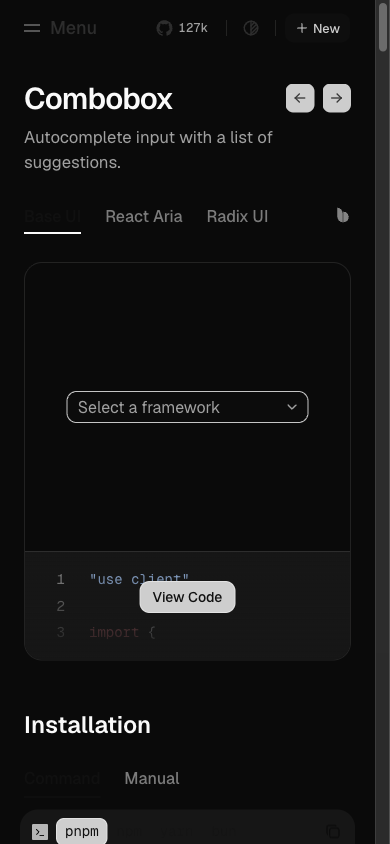 Menu
127k
New
Combobox
Autocomplete input with a list of
suggestions.
Base UI
React Aria
Radix UI
Select a framework
1 "use client"
2
View Code
3 import {
Installation
Command
Manual
pnpm